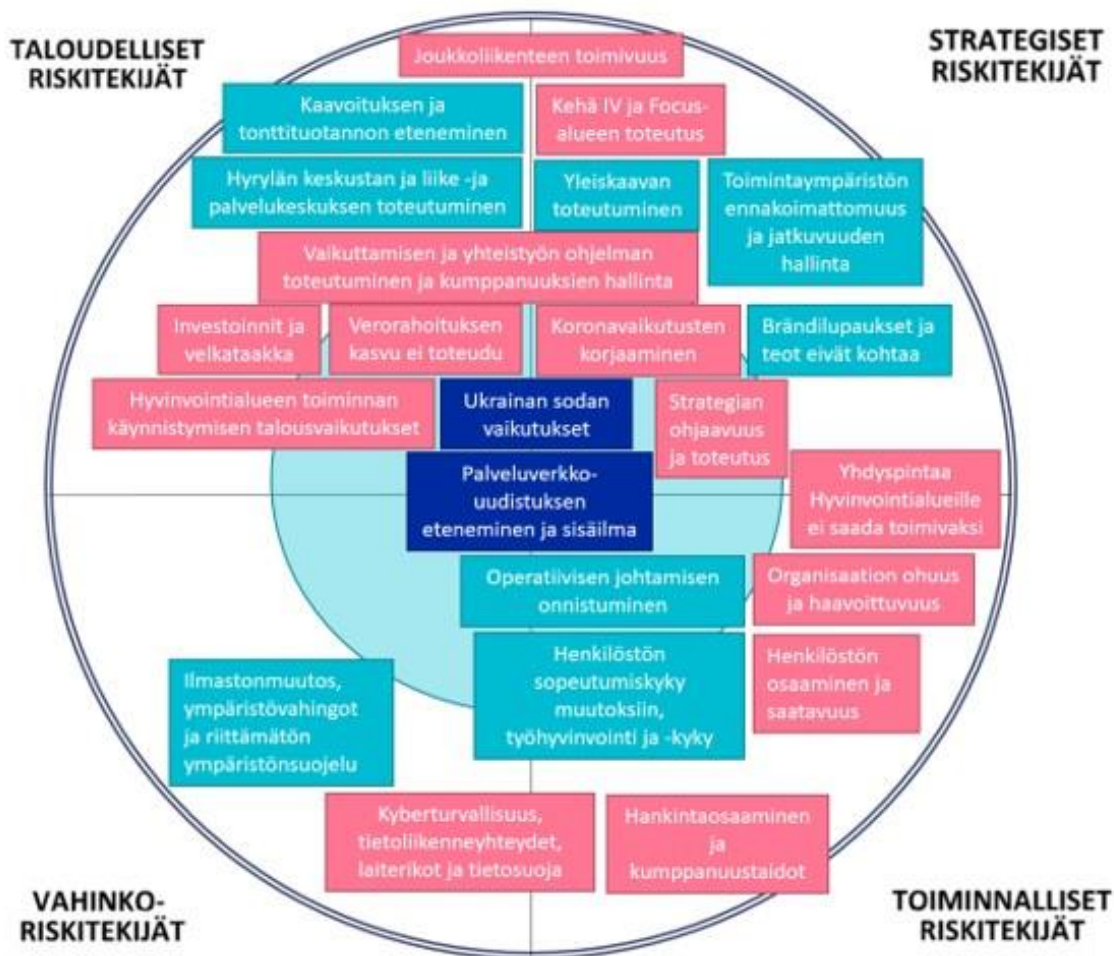 TALOUDELLISET
RISKITEKIJÄT
STRATEGISET
RISKITEKIJÄT
Joukkoliikenteen toimivuus
Kaavoituksen ja
tonttituotannon eteneminen
Kehä IV ja Focus-
alueen toteutus
Hyrylän keskustan ja liike -ja
palvelukeskuksen toteutuminen
Yleiskaavan
toteutuminen
Toimintaympäristön
ennakoimattomuus
ja jatkuvuuden
hallinta
Vaikuttamisen ja yhteistyön ohjelman
toteutuminen ja kumppanuuksien hallinta
Investoinnit ja
velkataakka
Verorahoituksen
kasvu ei toteudu
Koronavaikutusten
korjaaminen
Brändilupaukset ja
teot eivät kohtaa
Hyvinvointialueen toiminnan
käynnistymisen talousvaikutukset
Ukrainan sodan
vaikutukset
Strategian
ohjaavuus
ja toteutus
Palveluverkko-
uudistuksen
eteneminen ja sisäilma
Yhdyspintaa
Hyvinvointialueille
ei saada toimivaksi
Operatiivisen johtamisen
onnistuminen
Organisaation ohuus
ja haavoittuvuus
Henkilöstön
sopeutumiskyky
muutoksiin,
työhyvinvointi ja -kyky
Henkilöstön
osaaminen ja
saatavuus
Ilmastonmuutos,
ympäristövahingot
ja riittämätön
ympäristönsuojelu
Kyberturvallisuus,
tietoliikenneyhteydet,
laiterikot ja tietosuoja
Hankintaosaaminen
ja
kumppanuustaidot
VAHINKO-
RISKITEKIJÄT
TOIMINNALLISET
RISKITEKIJÄT